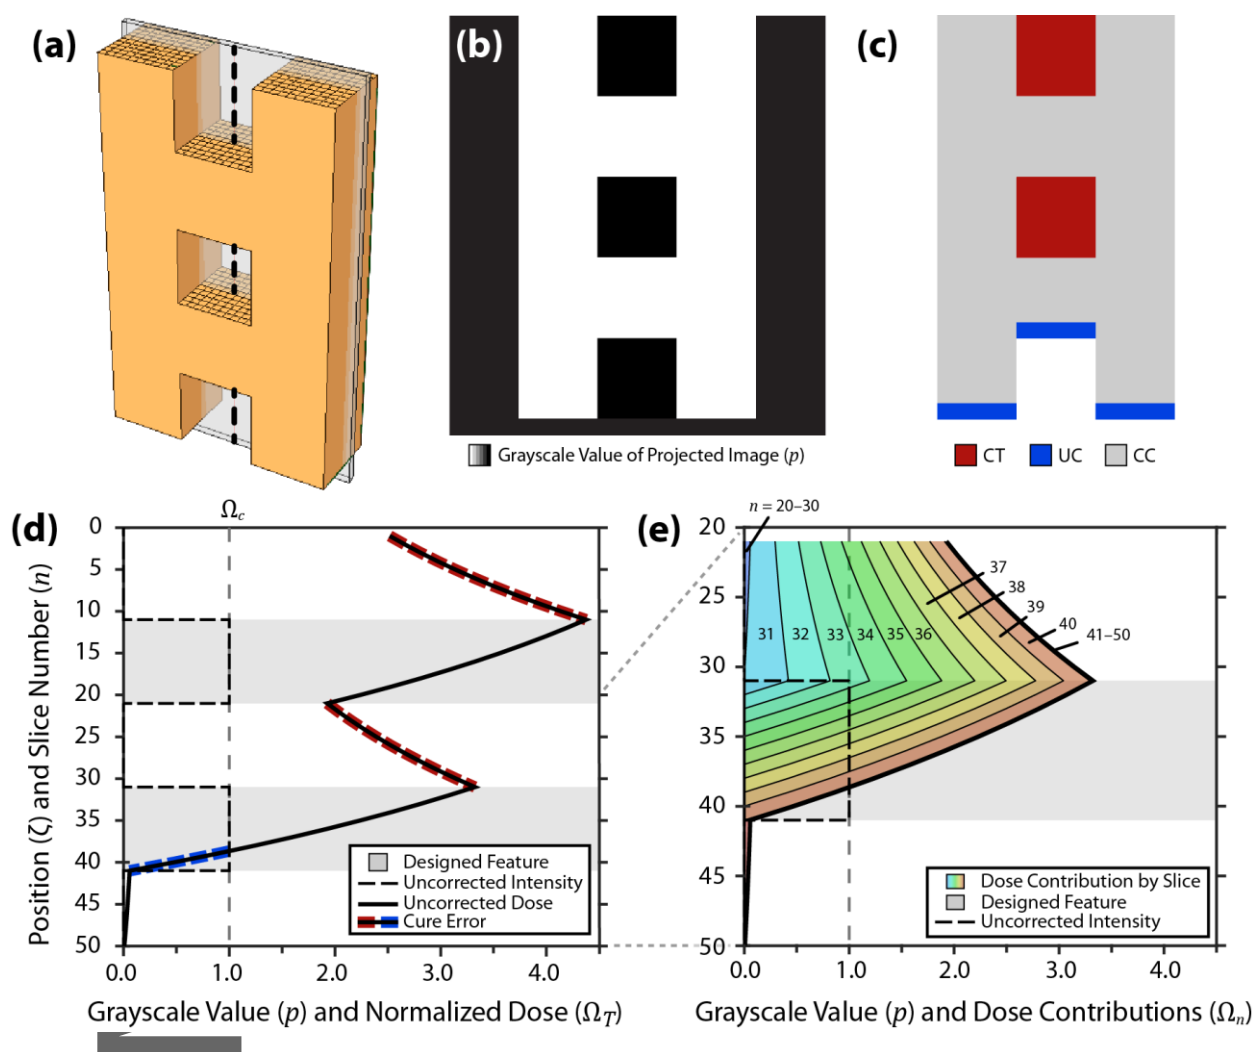 (a)
(b)
(c)
Grayscale Value of Projected Image (p)
CT
UC
CC
(d)
Ωc
0
5
10
15
20
25
30
35
40
45
50
0.0
1.0
2.0
3.0
4.0
Position (ζ) and Slice Number (n)
Grayscale Value (p) and Normalized Dose (ΩT)
Designed Feature
Uncorrected Intensity
Uncorrected Dose
Cure Error
(e)
n = 20–30
20
25
30
35
40
45
50
31
32
33
34
35
36
37
38
39
40
41–50
0.0
1.0
2.0
3.0
4.0
Dose Contribution by Slice
Designed Feature
Uncorrected Intensity
Grayscale Value (p) and Dose Contributions (Ωn)